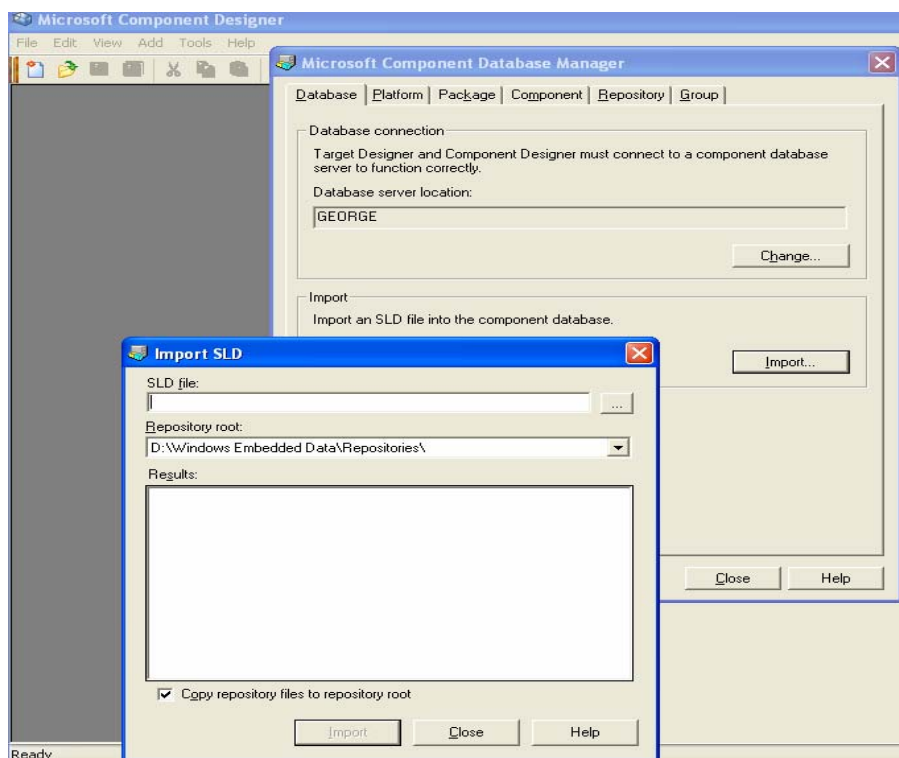 Microsoft Component Designer
File Edit View Add Tools Help
Microsoft Component Database Manager
Database Platform Package Component Repository Group
Database connection
Target Designer and Component Designer must connect to a component database
server to function correctly.
Database server location:
GEORGE
Change...
Import
Import an SLD file into the component database.
Import...
Close Help
Import SLD
SLD file:
...
Repository root:
D:\Windows Embedded Data\Repositories\
Results:
Copy repository files to repository root
Import Close Help
Ready